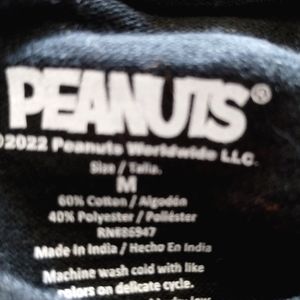 PEANUTS®
©2022 Peanuts Worldwide LLC.
Size / Talla.
M
60% Cotton / Algodón
40% Polyester / Poliéster
RN#86947
Made in India / Hecho En India
Machine wash cold with like
colors on delicate cycle.